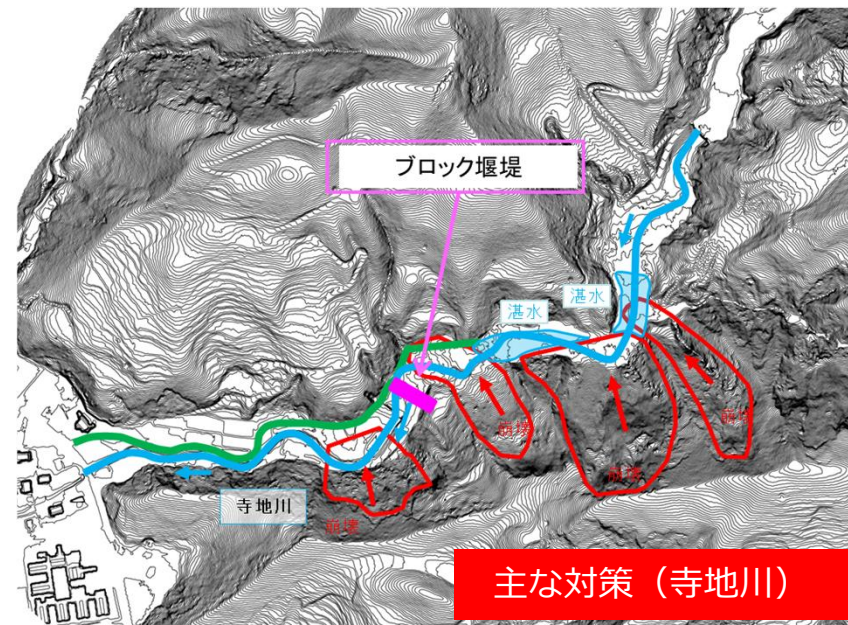 ブロック堰堤
湛水
湛水
崩壊
崩壊
崩壊
寺地川
崩壊
主な対策（寺地川）